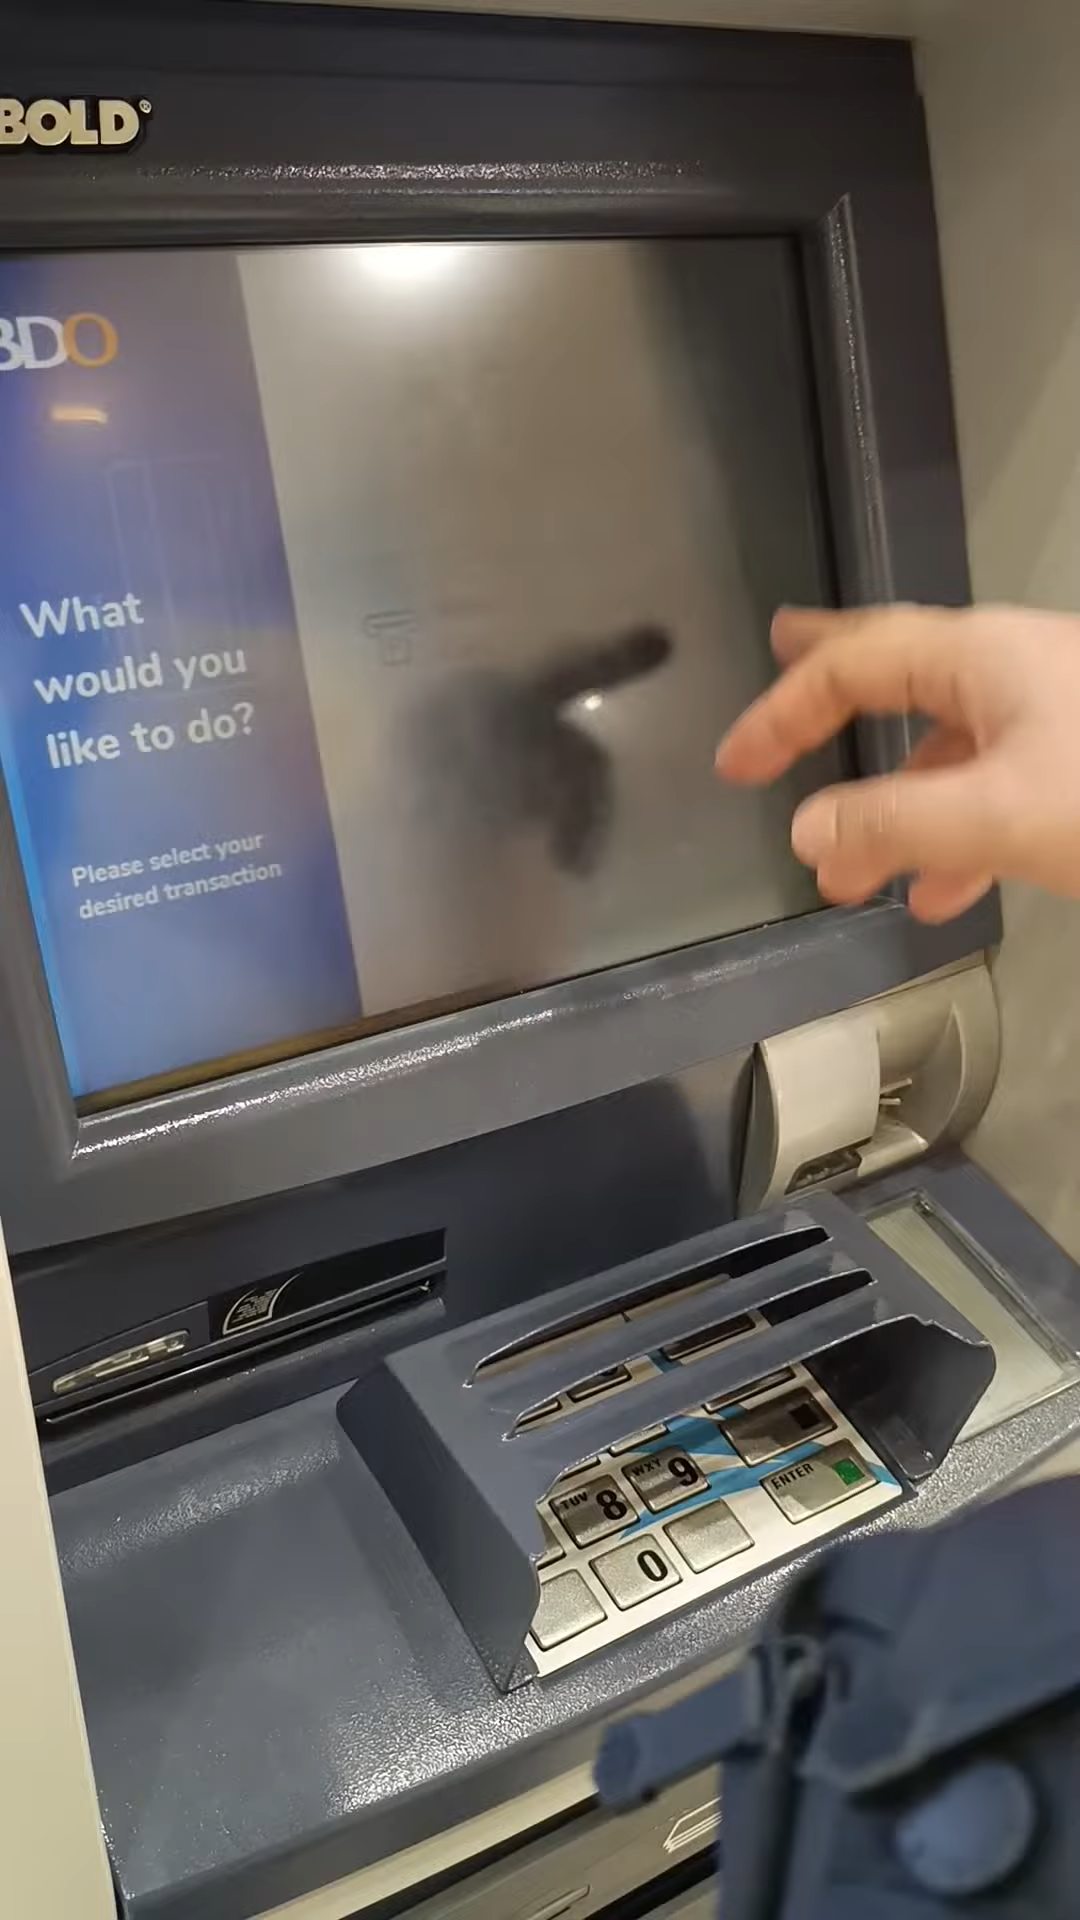 BOLD®
BDO
What
would you
like to do?
Please select your
desired transaction
TUV 8
WXY 9
ENTER
0